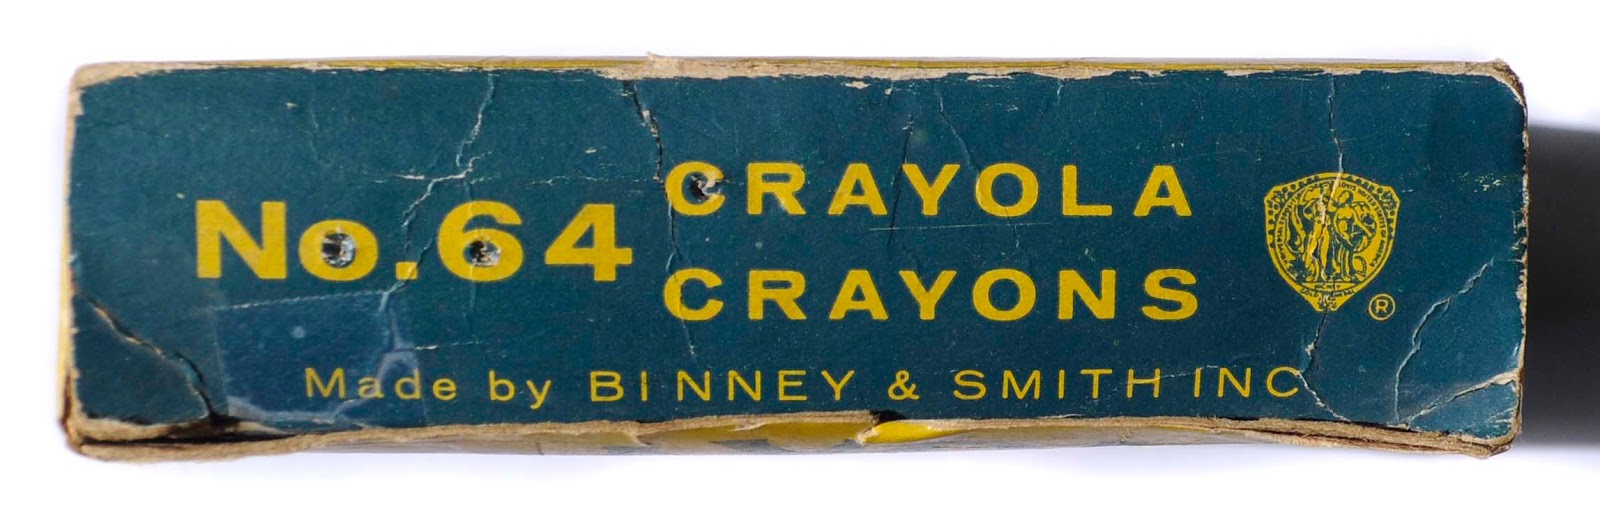 No. 64
CRAYOLA
CRAYONS
Made by BINNEY & SMITH INC
®